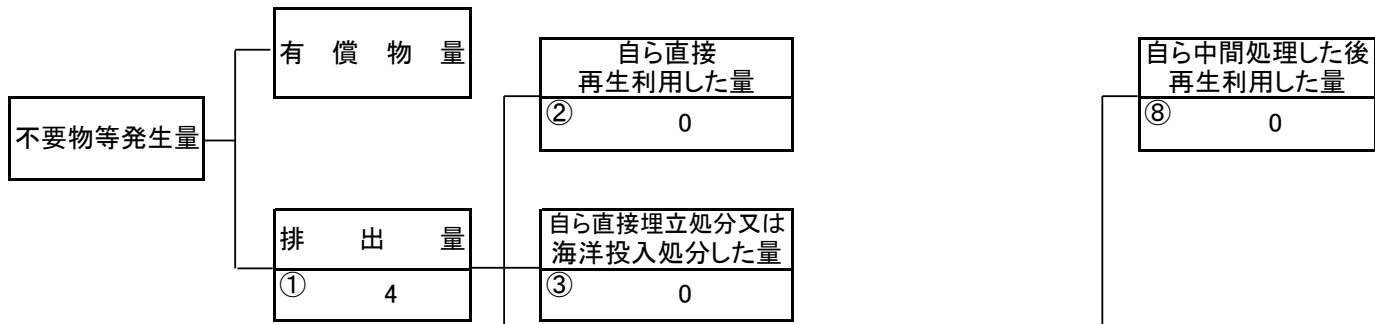 有償物量
自ら直接
再生利用した量
② 0
自ら中間処理した後
再生利用した量
⑧ 0
不要物等発生量
排出量
① 4
自ら直接埋立処分又は
海洋投入処分した量
③ 0